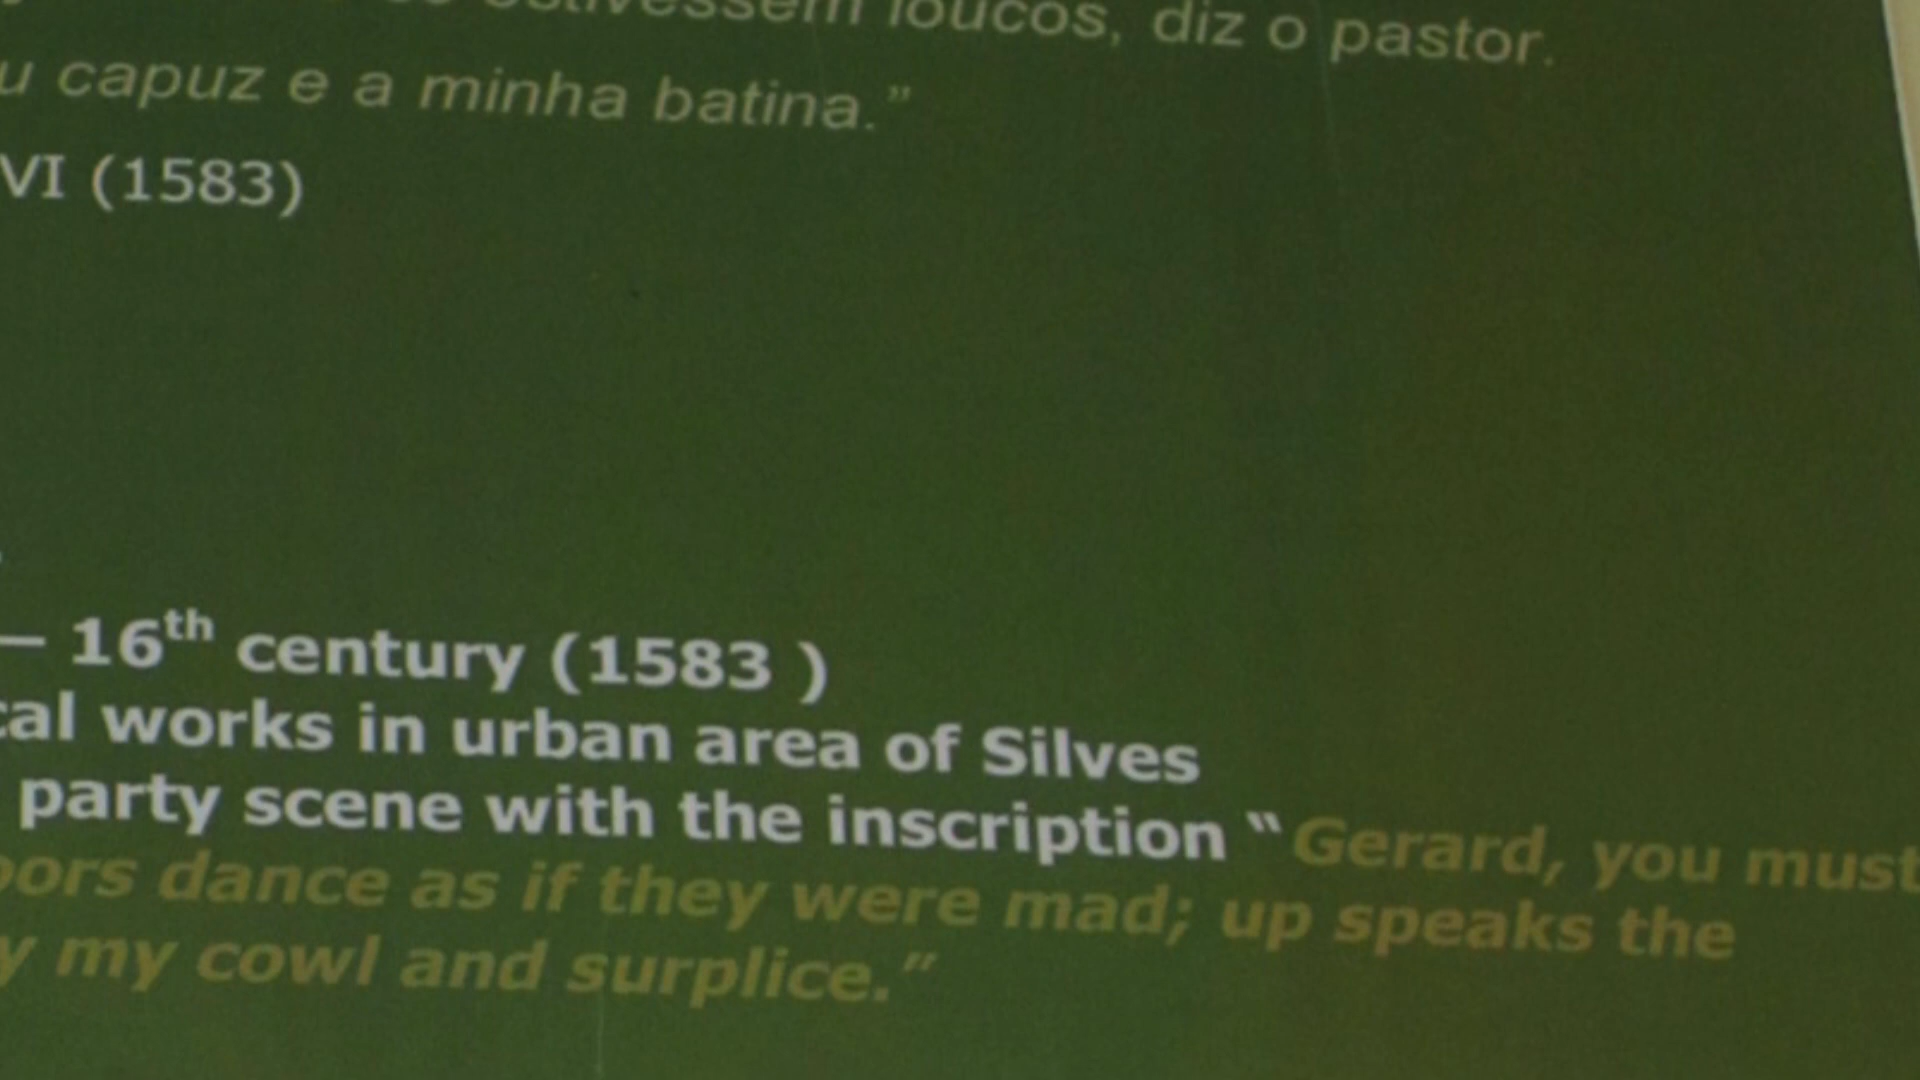 estivessem loucos, diz o pastor.
capuz e a minha batina.”
VI (1583)
– 16th century (1583 )
works in urban area of Silves
party scene with the inscription “Gerard, you must
dance as if they were mad; up speaks the
my cowl and surplice.”